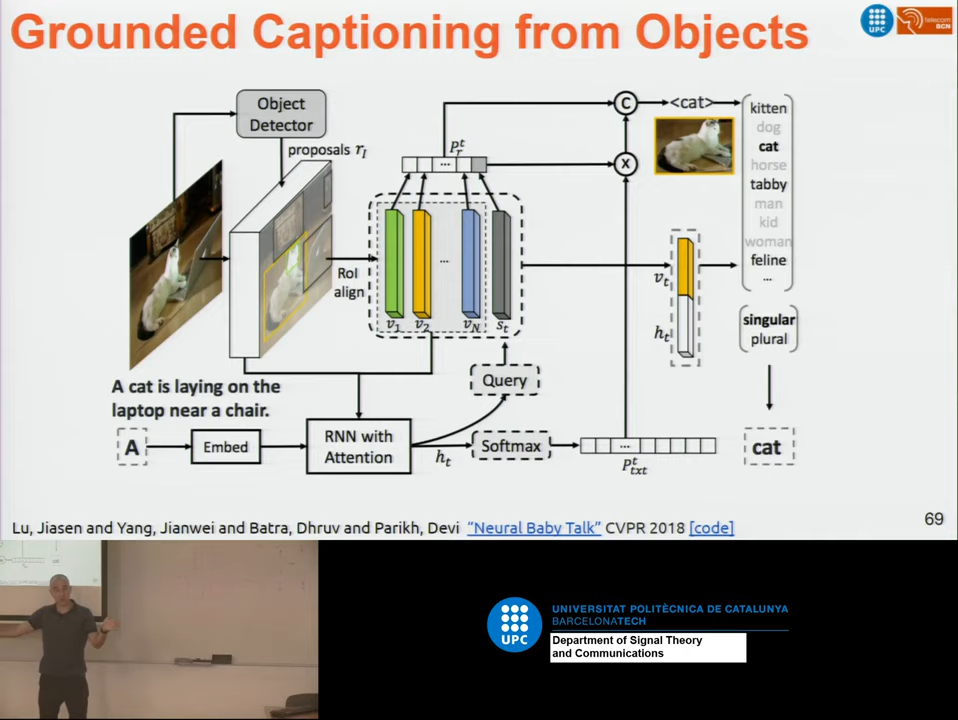 Grounded Captioning from Objects
UPC
telecom
BCN
Object
Detector
proposals r_I
P_r^t
C
<cat>
X
kitten
dog
cat
horse
tabby
man
kid
woman
feline
...
RoI
align
...
v_1 v_2 v_N s_t
v_t
h_t
singular
plural
Query
A cat is laying on the
laptop near a chair.
A
Embed
RNN with
Attention
h_t
Softmax
...
P_txt^t
cat
Lu, Jiasen and Yang, Jianwei and Batra, Dhruv and Parikh, Devi "Neural Baby Talk" CVPR 2018 [code]
69
UPC
UNIVERSITAT POLITÈCNICA DE CATALUNYA
BARCELONATECH
Department of Signal Theory
and Communications